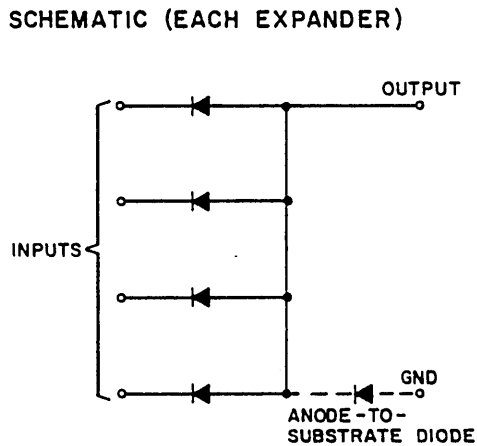 SCHEMATIC (EACH EXPANDER)
OUTPUT
INPUTS
GND
ANODE-TO-
SUBSTRATE DIODE